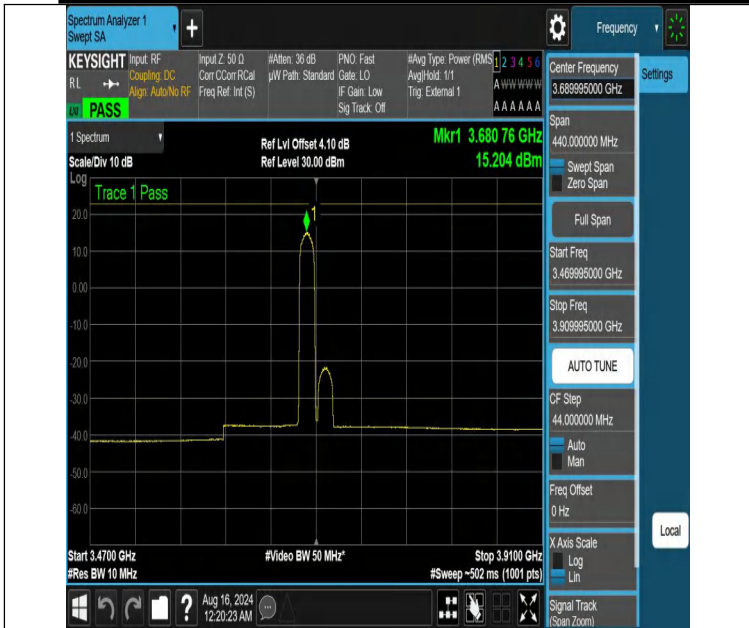 Spectrum Analyzer 1
Swept SA
+
Frequency
KEYSIGHT
RL
PASS
Input: RF
Coupling: DC
Align: Auto/No RF
Input Z: 50 Ω
Corr CCorr RCal
Freq Ref: Int (S)
#Atten: 36 dB
µW Path: Standard
PNO: Fast
Gate: LO
IF Gain: Low
Sig Track: Off
#Avg Type: Power (RMS
Avg|Hold: 1/1
Trig: External 1
1 2 3 4 5 6
A W W W W W
A A A A A A
1 Spectrum
Scale/Div 10 dB
Log
Ref Lvl Offset 4.10 dB
Ref Level 30.00 dBm
Mkr1 3.680 76 GHz
15.204 dBm
Trace 1 Pass
1
20.0
10.0
0.00
-10.0
-20.0
-30.0
-40.0
-50.0
-60.0
Start 3.4700 GHz
#Res BW 10 MHz
#Video BW 50 MHz*
Stop 3.9100 GHz
#Sweep ~502 ms (1001 pts)
?
Aug 16, 2024
12:20:23 AM
Center Frequency
3.689995000 GHz
Settings
Span
440.000000 MHz
Swept Span
Zero Span
Full Span
Start Freq
3.469995000 GHz
Stop Freq
3.909995000 GHz
AUTO TUNE
CF Step
44.000000 MHz
Auto
Man
Freq Offset
0 Hz
X Axis Scale
Log
Lin
Local
Signal Track
(Span Zoom)